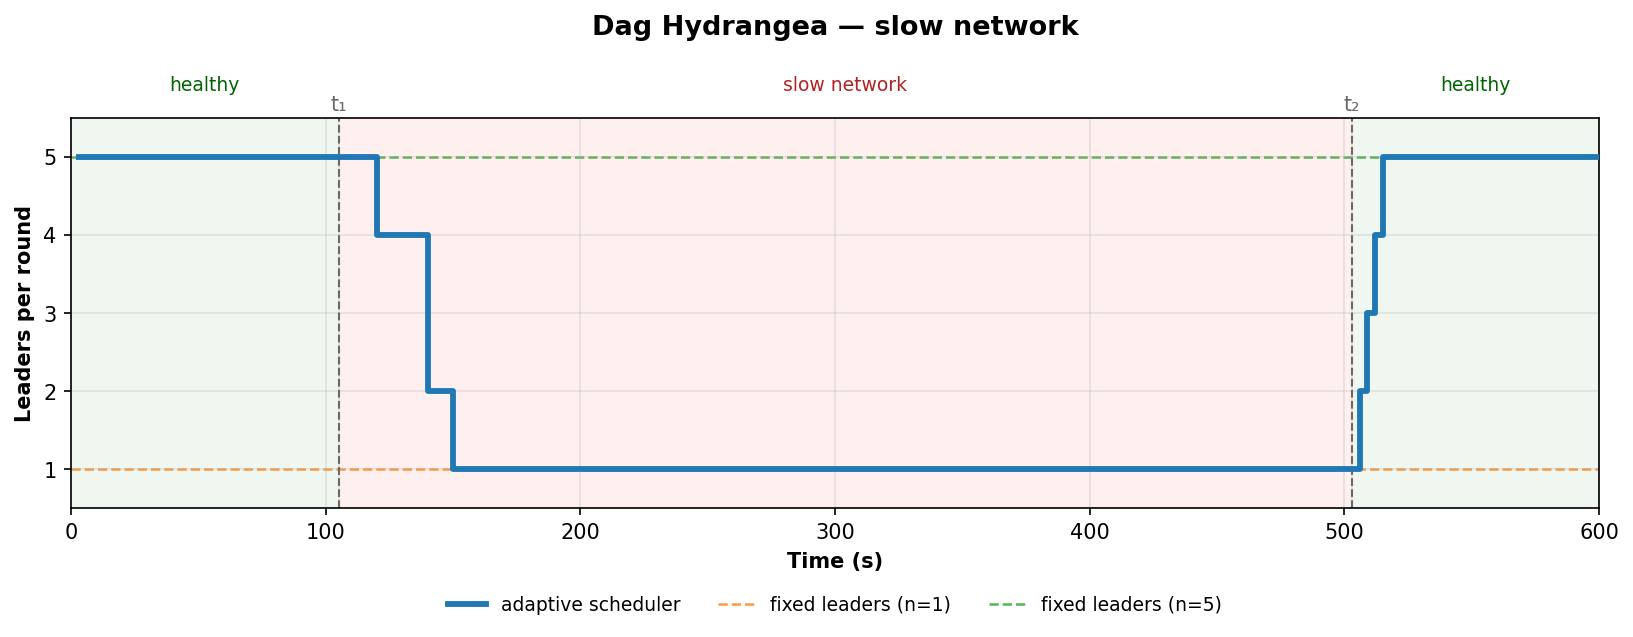 Dag Hydrangea — slow network
healthy
slow network
healthy
t₁
t₂
5
4
3
2
1
Leaders per round
0
100
200
300
400
500
600
Time (s)
adaptive scheduler
fixed leaders (n=1)
fixed leaders (n=5)